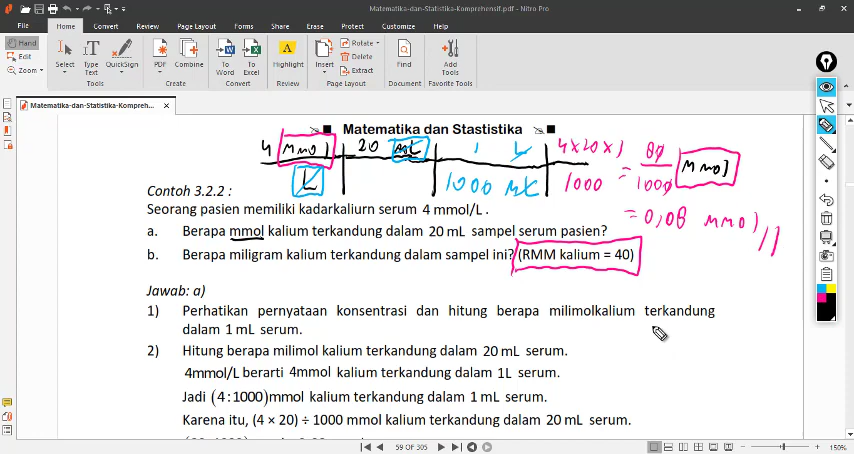 Matematika-dan-Statistika-Komprehensif.pdf - Nitro Pro
File Home Convert Review Page Layout Forms Share Erase Protect Customize Help
Hand Edit Zoom
Select Type Text QuickSign PDF Combine To Word To Excel Highlight Insert Rotate Delete Extract Find Add Tools
Tools Create Convert Review Page Layout Document Favorite Tools
Matematika-dan-Statistika-Kompreh...
Matematika dan Stastistika
4 mmol 20 mL 1 L 4x20x1 = 80 mmol
L 1000 mL 1000 1000
= 0,08 mmol //
Contoh 3.2.2 :
Seorang pasien memiliki kadarkaliurn serum 4 mmol/L .
a. Berapa mmol kalium terkandung dalam 20 mL sampel serum pasien?
b. Berapa miligram kalium terkandung dalam sampel ini? (RMM kalium = 40)
Jawab: a)
1) Perhatikan pernyataan konsentrasi dan hitung berapa milimolkalium terkandung
dalam 1 mL serum.
2) Hitung berapa milimol kalium terkandung dalam 20 mL serum.
4mmol/L berarti 4mmol kalium terkandung dalam 1L serum.
Jadi (4 : 1000) mmol kalium terkandung dalam 1 mL serum.
Karena itu, (4 × 20) ÷ 1000 mmol kalium terkandung dalam 20 mL serum.
59 OF 305
150%